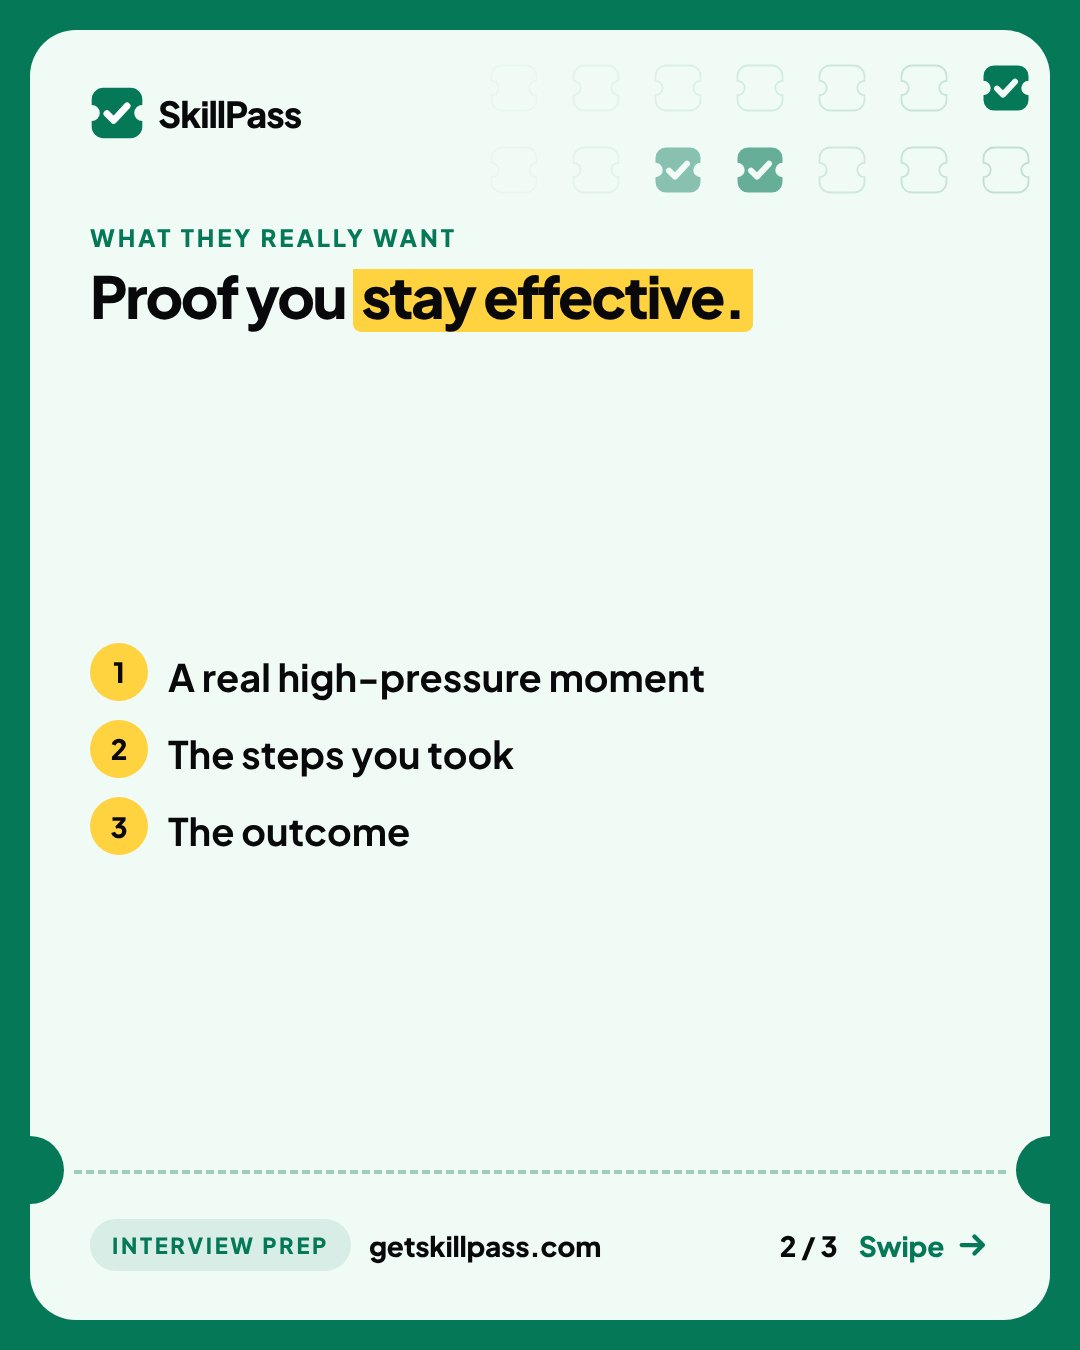 SkillPass
WHAT THEY REALLY WANT
Proof you stay effective.
1 A real high-pressure moment
2 The steps you took
3 The outcome
INTERVIEW PREP getskillpass.com 2 / 3 Swipe →